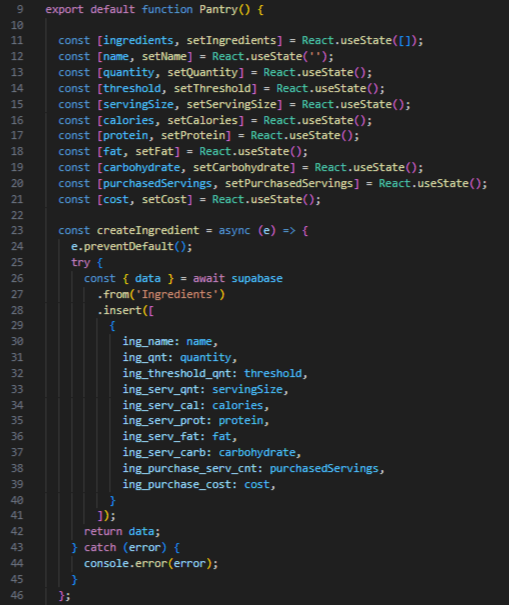 9 export default function Pantry() {
10
11 const [ingredients, setIngredients] = React.useState([]);
12 const [name, setName] = React.useState('');
13 const [quantity, setQuantity] = React.useState();
14 const [threshold, setThreshold] = React.useState();
15 const [servingSize, setServingSize] = React.useState();
16 const [calories, setCalories] = React.useState();
17 const [protein, setProtein] = React.useState();
18 const [fat, setFat] = React.useState();
19 const [carbohydrate, setCarbohydrate] = React.useState();
20 const [purchasedServings, setPurchasedServings] = React.useState();
21 const [cost, setCost] = React.useState();
22
23 const createIngredient = async (e) => {
24 e.preventDefault();
25 try {
26 const { data } = await supabase
27 .from('Ingredients')
28 .insert([
29 {
30 ing_name: name,
31 ing_qnt: quantity,
32 ing_threshold_qnt: threshold,
33 ing_serv_qnt: servingSize,
34 ing_serv_cal: calories,
35 ing_serv_prot: protein,
36 ing_serv_fat: fat,
37 ing_serv_carb: carbohydrate,
38 ing_purchase_serv_cnt: purchasedServings,
39 ing_purchase_cost: cost,
40 }
41 ]);
42 return data;
43 } catch (error) {
44 console.error(error);
45 }
46 };